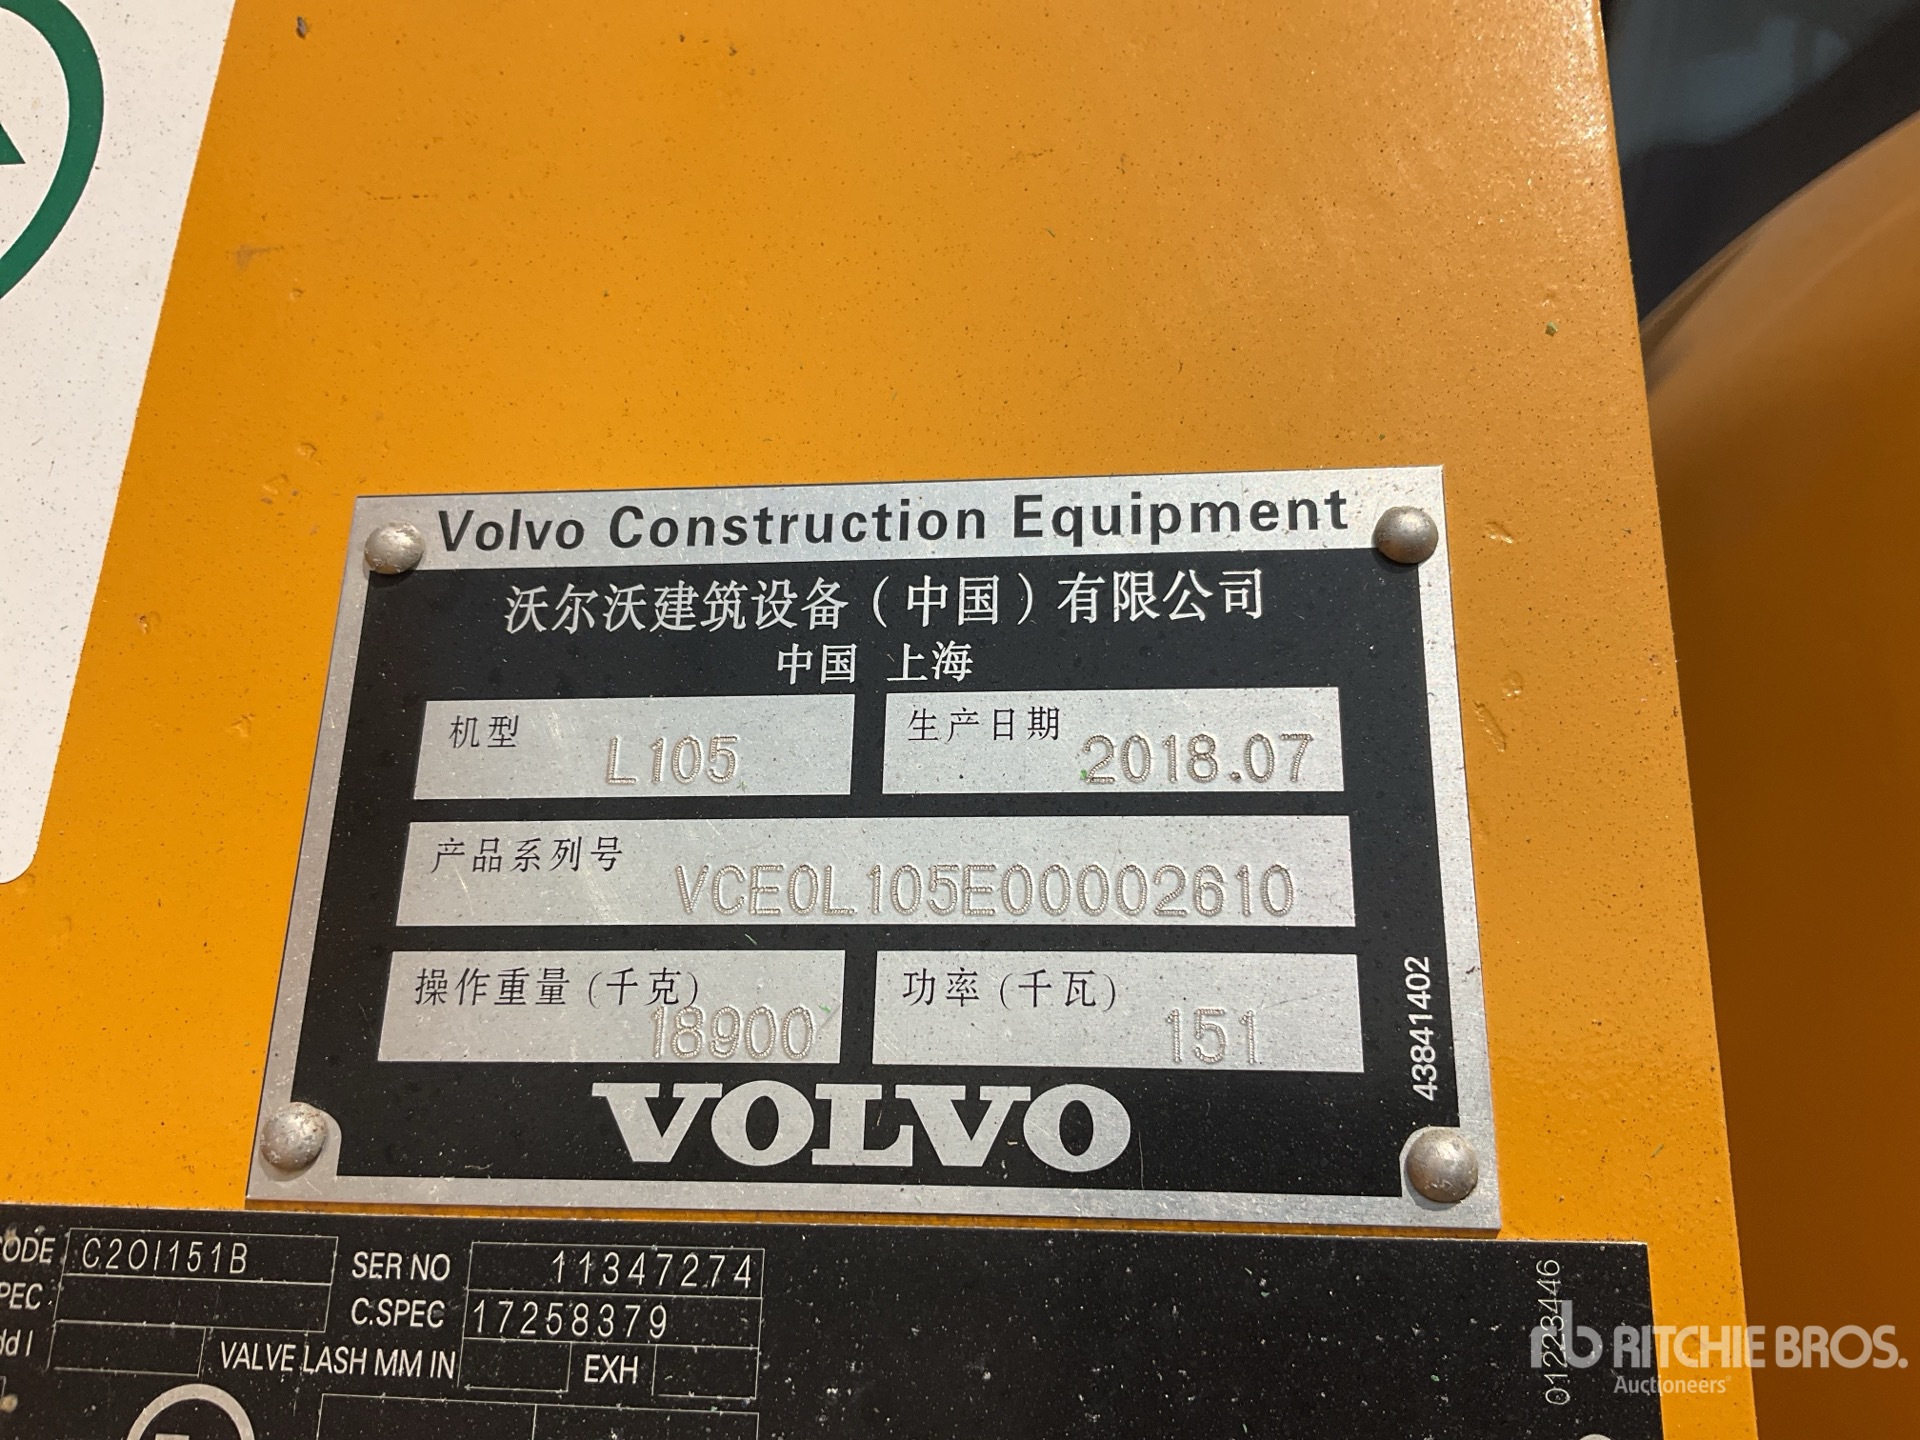 Volvo Construction Equipment
沃尔沃建筑设备（中国）有限公司
中国 上海
机型 L105
生产日期 2018.07
产品系列号 VCE0L105E00002610
操作重量（千克） 18900
功率（千瓦） 151
43841402
VOLVO
C201151B
SER NO 11347274
C.SPEC 17258379
VALVE LASH MM IN EXH
01223446
rb RITCHIE BROS.
Auctioneers